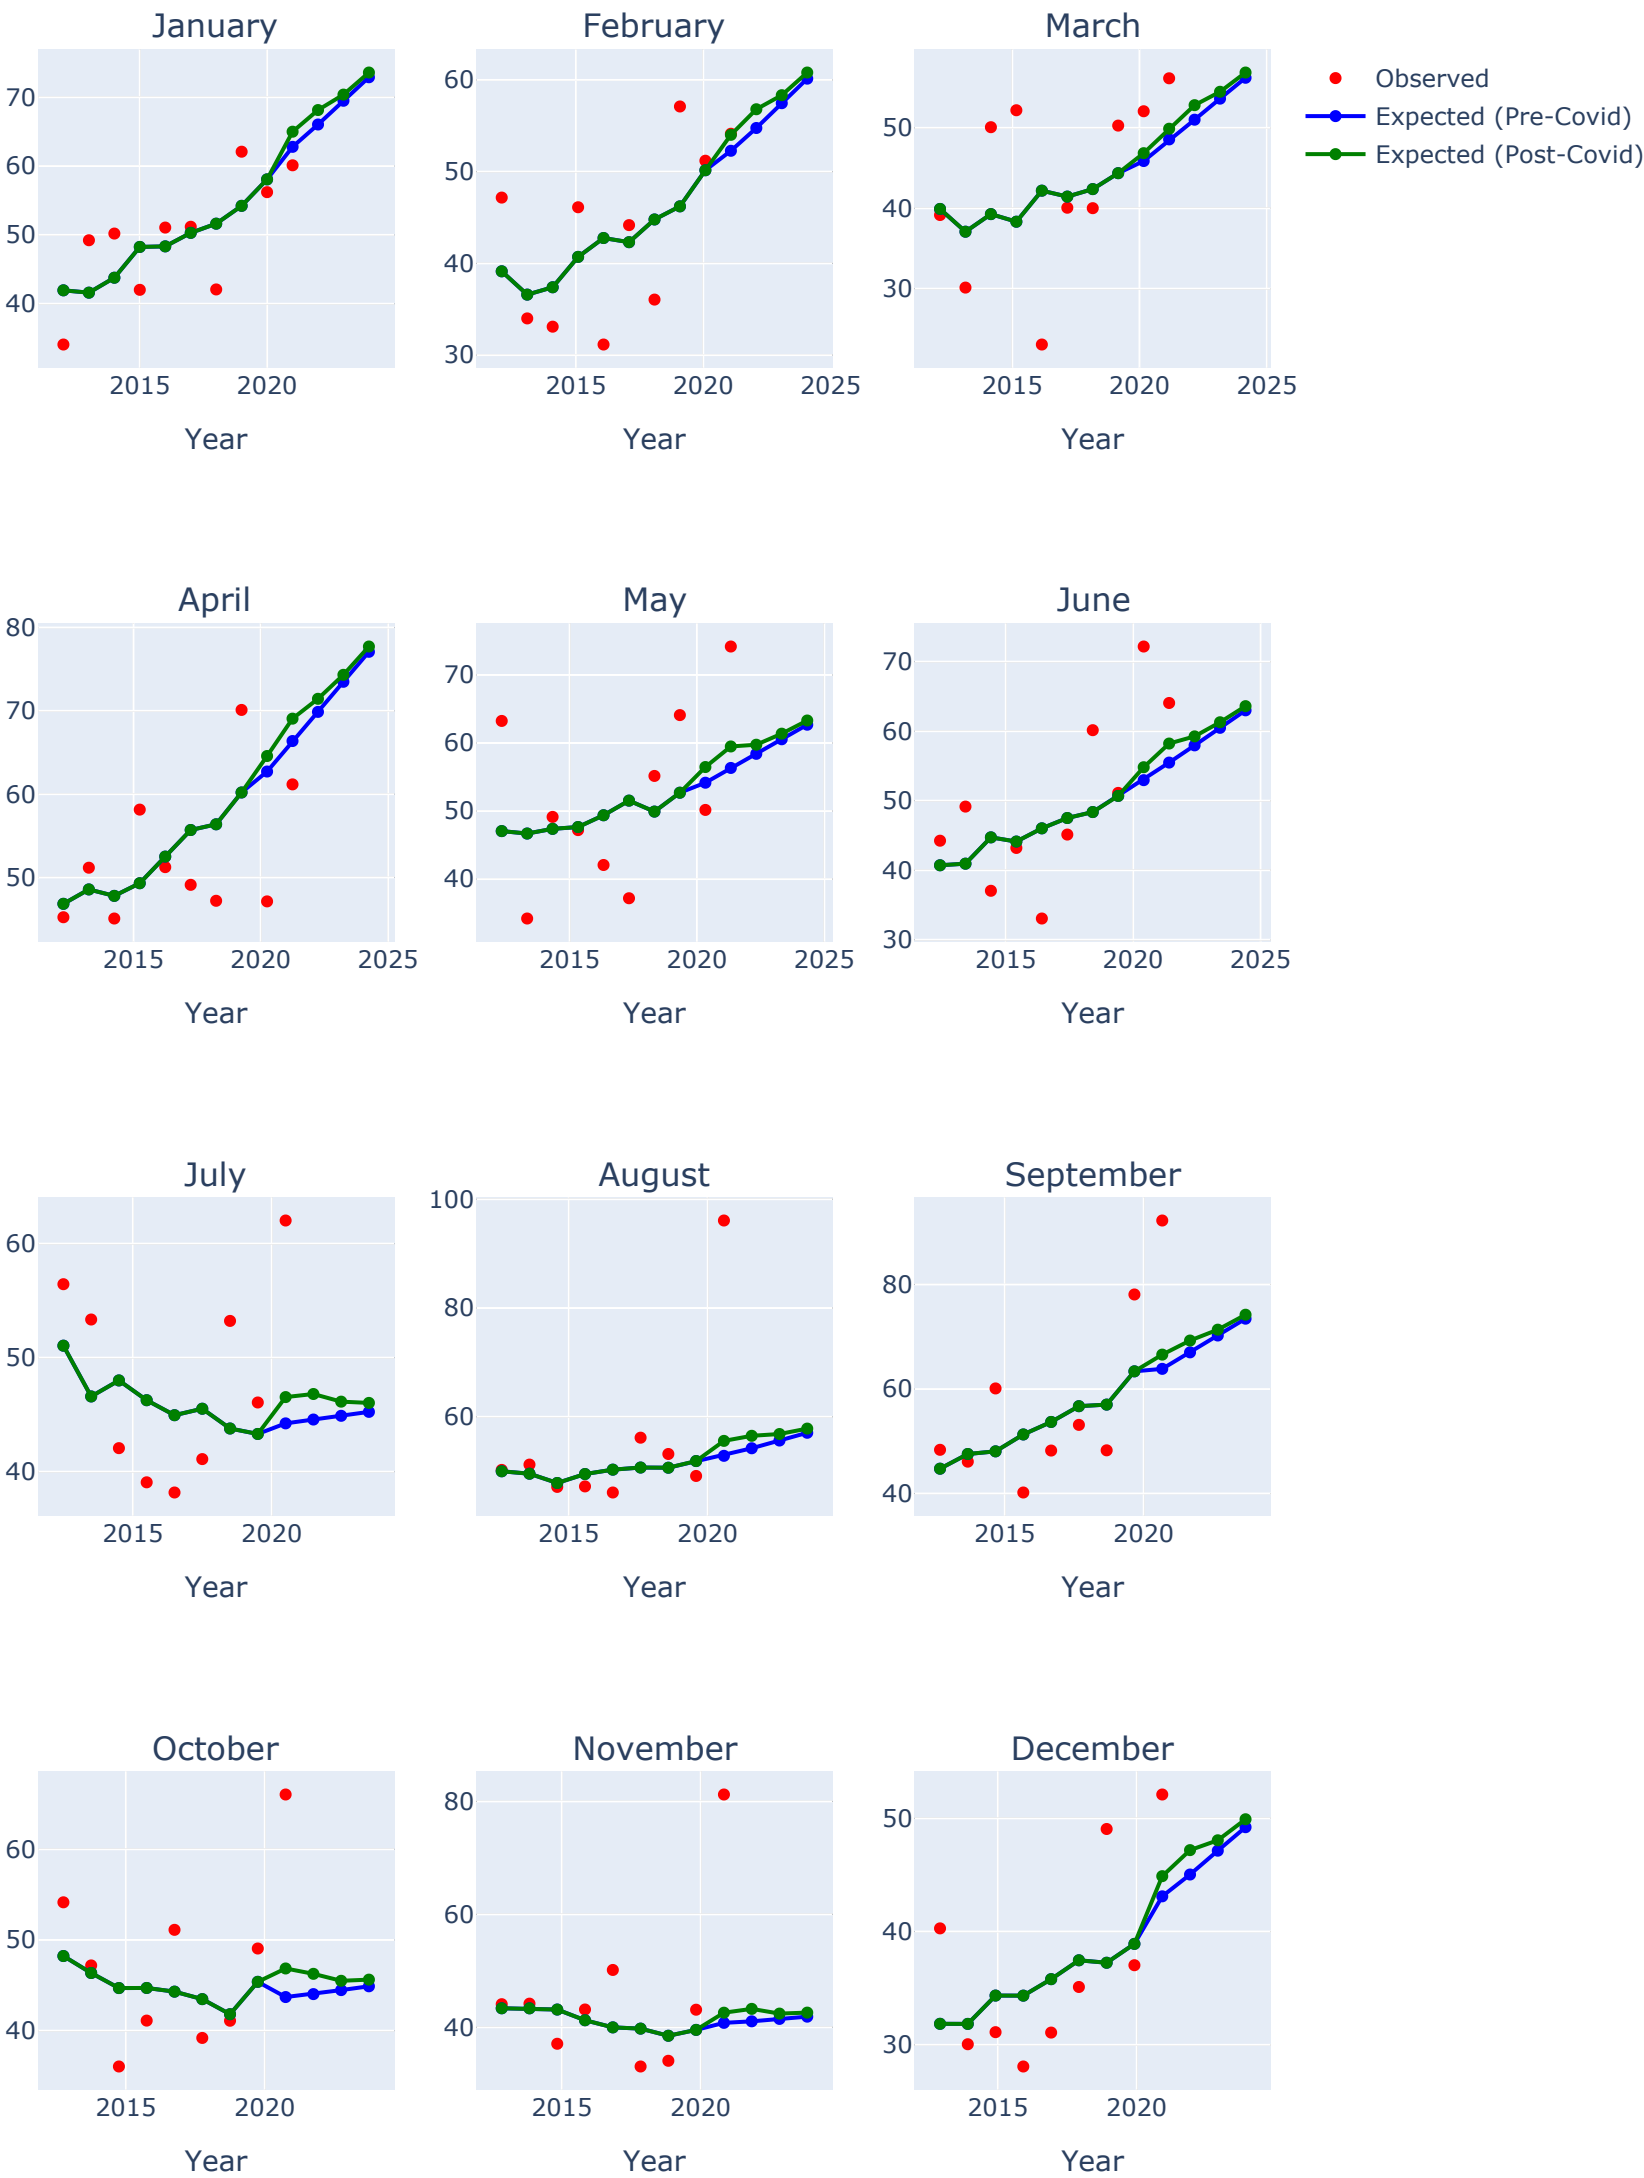 January
February
March
70
60
50
40
2015
2020
Year
60
50
40
30
2015
2020
2025
Year
50
40
30
2015
2020
2025
Year
Observed
Expected (Pre-Covid)
Expected (Post-Covid)
April
May
June
80
70
60
50
2015
2020
2025
Year
70
60
50
40
2015
2020
2025
Year
70
60
50
40
30
2015
2020
2025
Year
July
August
September
60
50
40
2015
2020
Year
100
80
60
2015
2020
Year
80
60
40
2015
2020
Year
October
November
December
60
50
40
2015
2020
Year
80
60
40
2015
2020
Year
50
40
30
2015
2020
Year